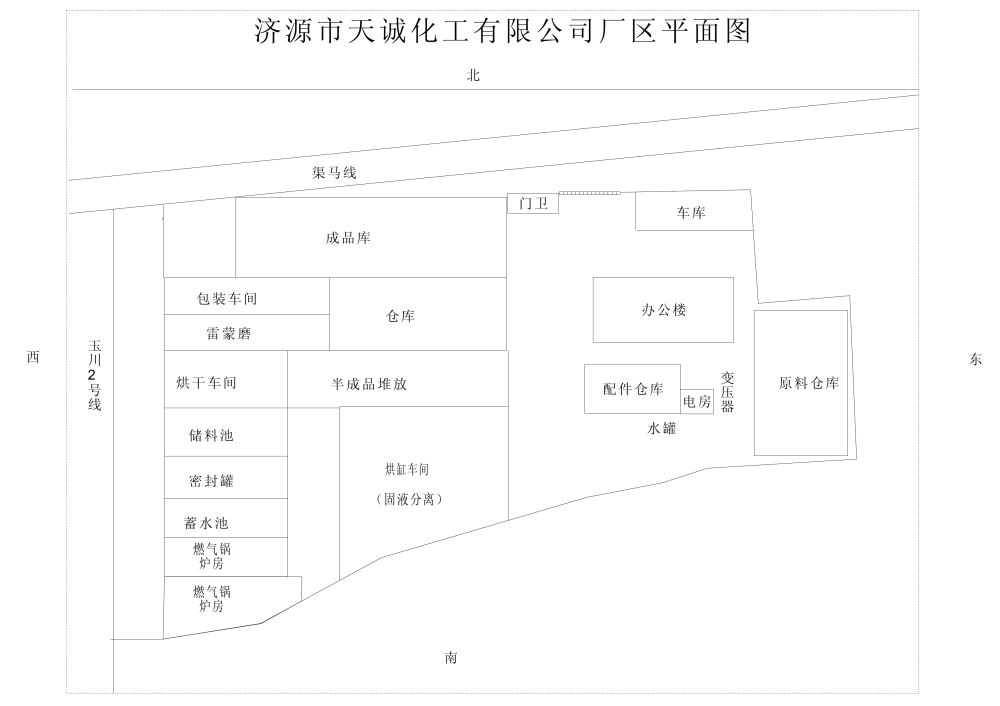 济源市天诚化工有限公司厂区平面图
北
渠马线
门卫
车库
成品库
包装车间
仓库
办公楼
雷蒙磨
西
玉川2号线
烘干车间
半成品堆放
配件仓库
电房
变压器
原料仓库
东
水罐
储料池
烘缸车间
（固液分离）
密封罐
蓄水池
燃气锅
炉房
燃气锅
炉房
南